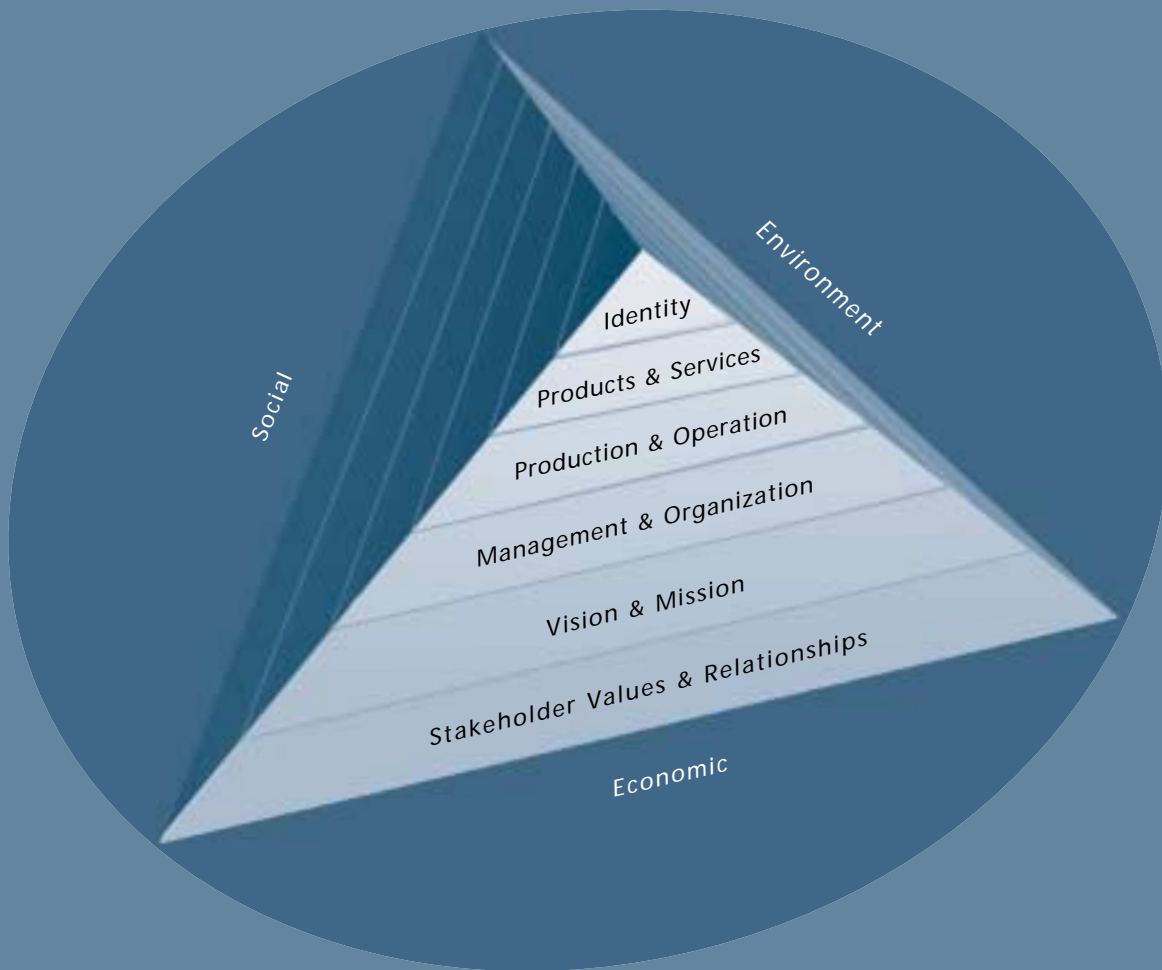 Environment
Identity
Products & Services
Social
Production & Operation
Management & Organization
Vision & Mission
Stakeholder Values & Relationships
Economic